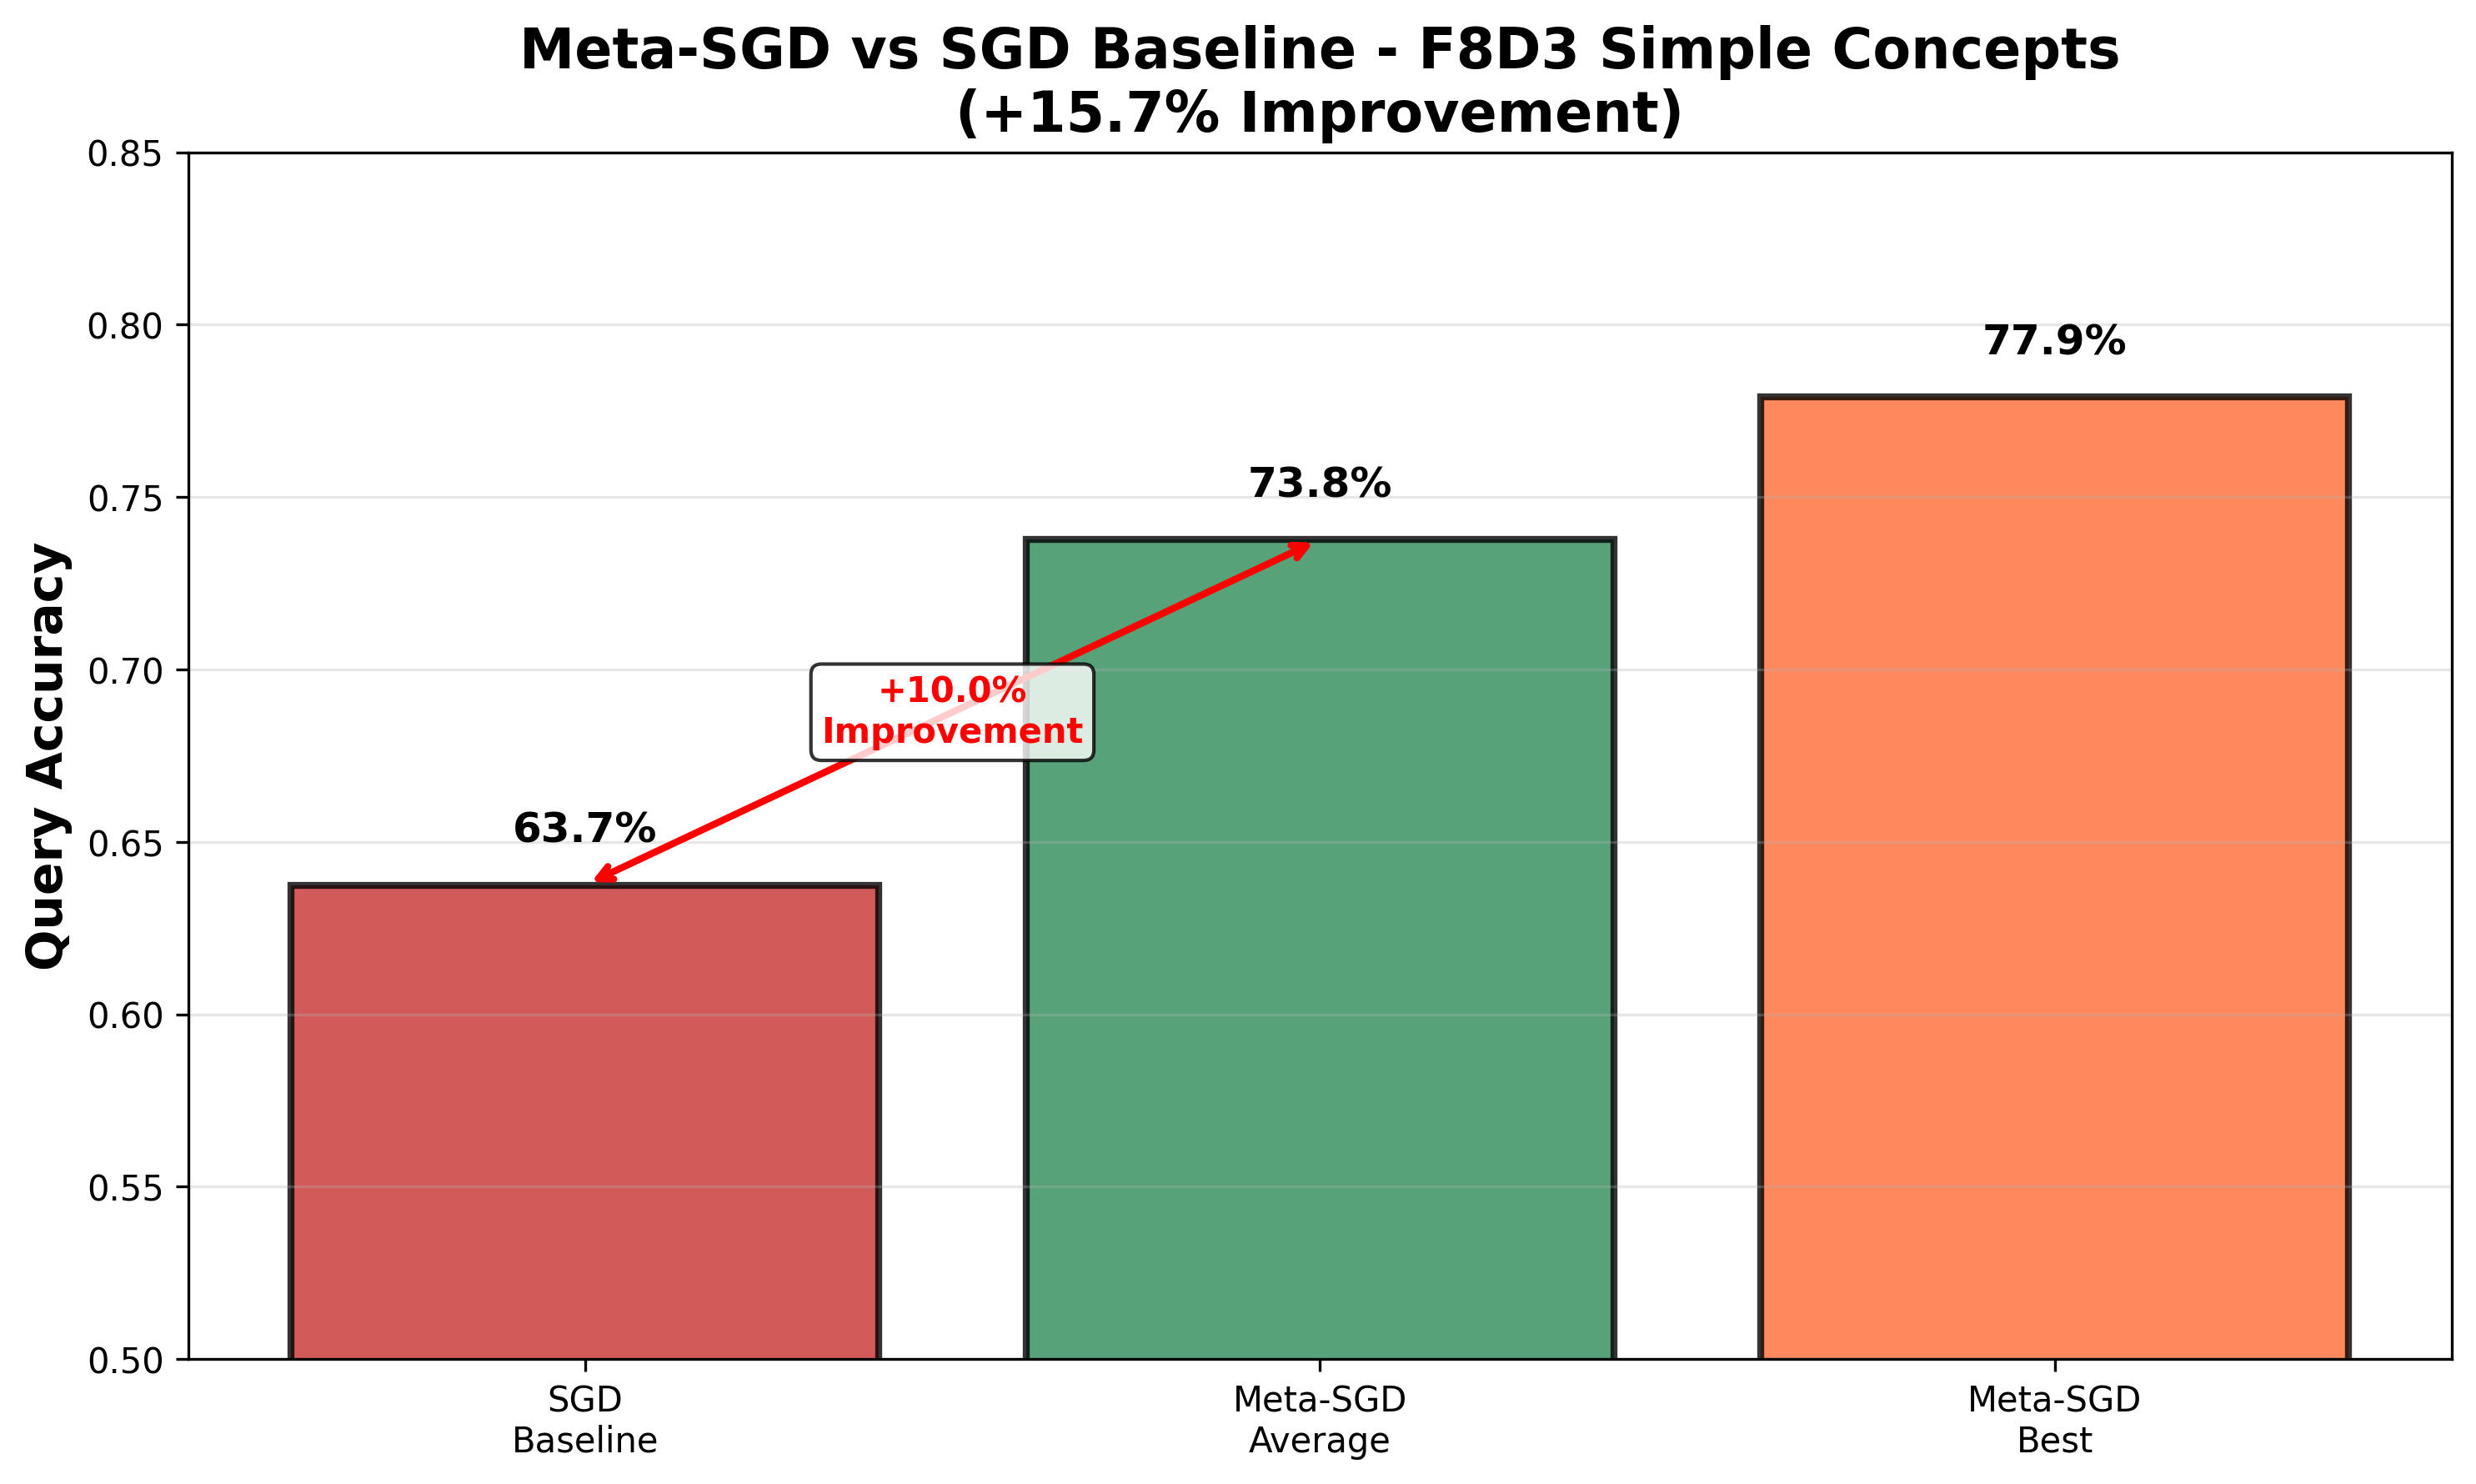 Meta-SGD vs SGD Baseline - F8D3 Simple Concepts
(+15.7% Improvement)
Query Accuracy
0.85
0.80
0.75
0.70
0.65
0.60
0.55
0.50
63.7%
73.8%
77.9%
+10.0%
Improvement
SGD
Baseline
Meta-SGD
Average
Meta-SGD
Best